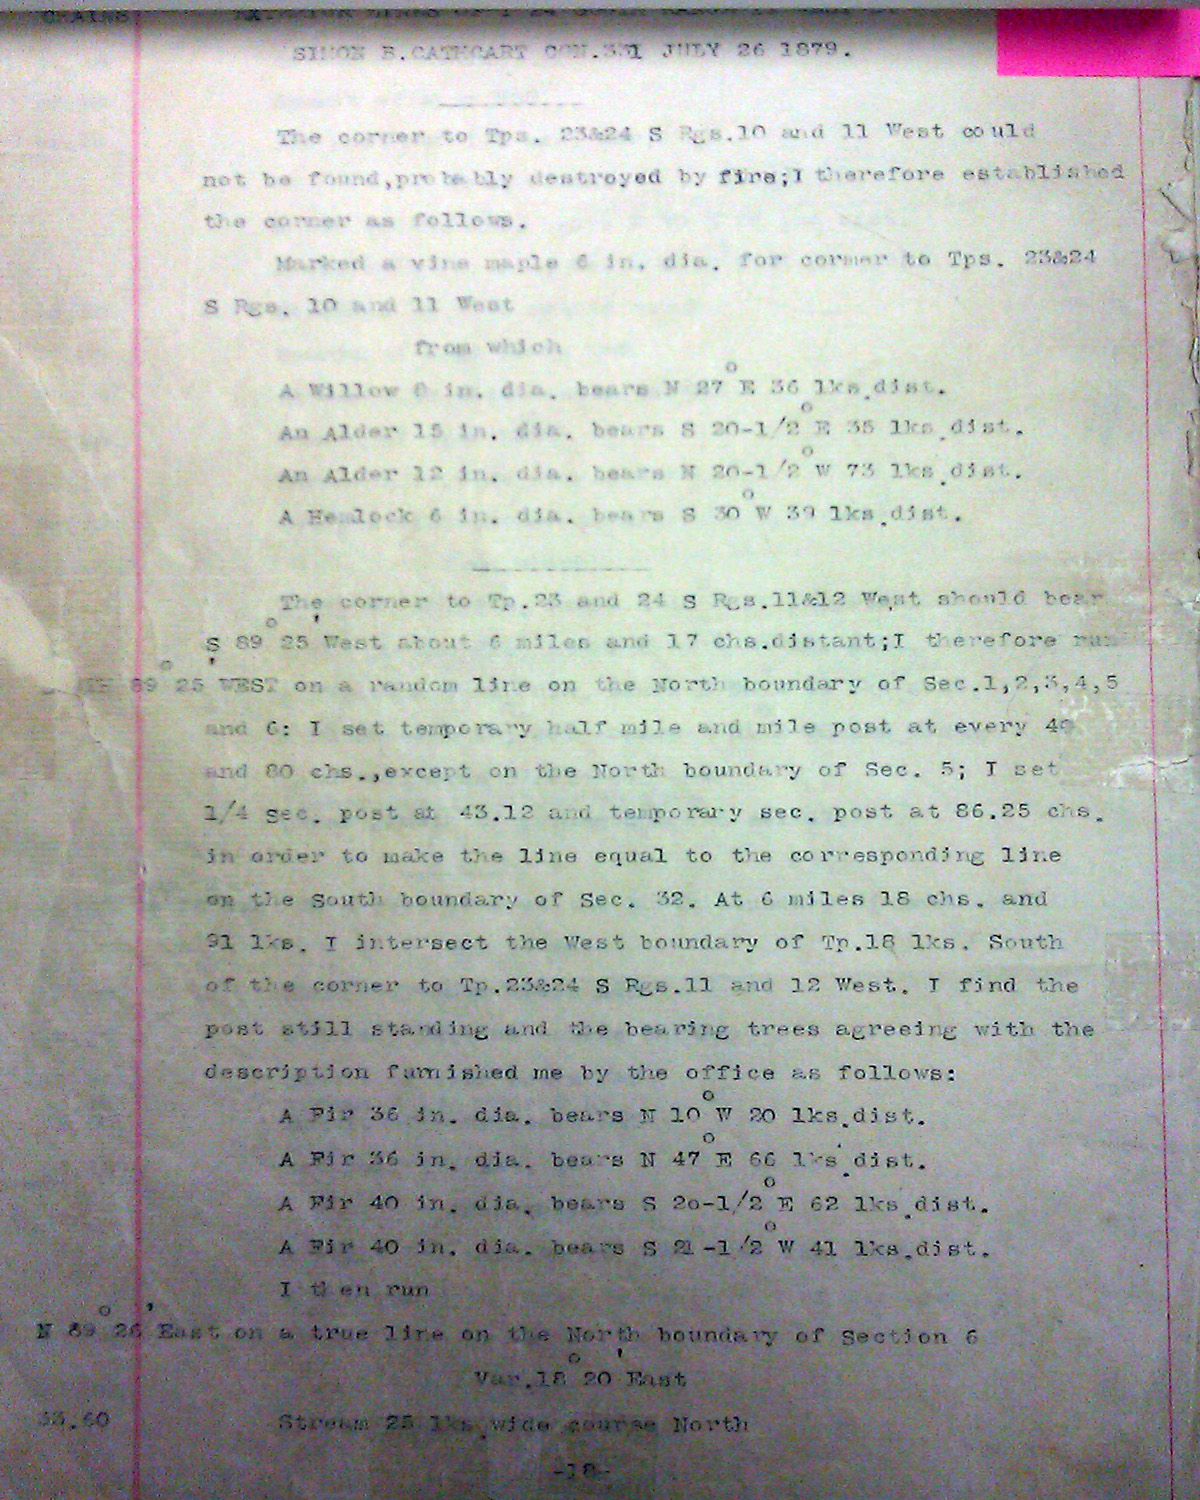 CHAINS EXTERIOR LINES OF T 24 SOUTH RANGE 11 WEST
SIMON B.CATHCART CON.331 JULY 26 1879.
The corner to Tps. 23&24 S Rgs.10 and 11 West could
not be found,probably destroyed by fire;I therefore established
the corner as follows.
Marked a vine maple 6 in. dia. for corner to Tps. 23&24
S Rgs. 10 and 11 West
from which
A Willow 8 in. dia. bears N 27° E 36 lks.dist.
An Alder 15 in. dia. bears S 20-1/2° E 35 lks.dist.
An Alder 12 in. dia. bears N 20-1/2° W 73 lks.dist.
A Hemlock 6 in. dia. bears S 30° W 39 lks.dist.
The corner to Tp.23 and 24 S Rgs.11&12 West should bear
S 89° 25' West about 6 miles and 17 chs.distant;I therefore run
89° 25' WEST on a random line on the North boundary of Sec.1,2,3,4,5
and 6: I set temporary half mile and mile post at every 40
and 80 chs.,except on the North boundary of Sec. 5; I set
1/4 sec. post at 43.12 and temporary sec. post at 86.25 chs.
in order to make the line equal to the corresponding line
on the South boundary of Sec. 32. At 6 miles 18 chs. and
91 lks. I intersect the West boundary of Tp.18 lks. South
of the corner to Tp.23&24 S Rgs.11 and 12 West. I find the
post still standing and the bearing trees agreeing with the
description furnished me by the office as follows:
A Fir 36 in. dia. bears N 10° W 20 lks.dist.
A Fir 36 in. dia. bears N 47° E 66 lks.dist.
A Fir 40 in. dia. bears S 20-1/2° E 62 lks.dist.
A Fir 40 in. dia. bears S 21-1/2° W 41 lks.dist.
I then run
N 89° 26' East on a true line on the North boundary of Section 6
Var.18° 20' East
33.60 Stream 25 lks.wide course North
-18-